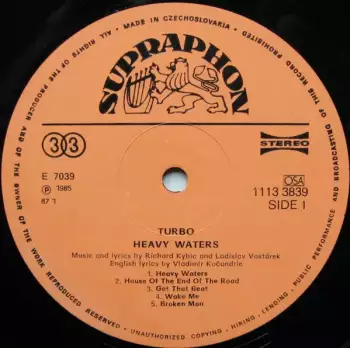 MADE IN CZECHOSLOVAKIA · ALL RIGHTS OF THE PRODUCER AND OF THE OWNER OF THE WORK REPRODUCED RESERVED · UNAUTHORIZED COPYING · HIRING · LENDING · PUBLIC PERFORMANCE AND BROADCASTING OF THIS RECORD PROHIBITED
SUPRAPHON
33
STEREO
E 7039
OSA
℗ 1985
1113 3839
87 1
SIDE I
TURBO
HEAVY WATERS
Music and lyrics by Richard Kybic and Ladislav Vostárek
English lyrics by Vladimír Kočandrle
1. Heavy Waters
2. House Of The End Of The Road
3. Get That Beat
4. Wake Me
5. Broken Man